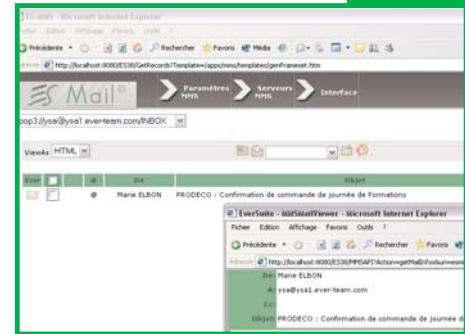 ES-MAIL - Microsoft Internet Explorer
Fichier Edition Affichage Favoris Outils ?
Précédente Rechercher Favoris Média
Adresse http://localhost:8080/ES36/GetRecords?Template=/apps/mms/templates/genFrameset.htm
ES Mail® Paramètres MMS Serveurs MMS Interface
pop3://ysa@ysa1.ever-team.com/INBOX
ViewAs HTML
Voir @ De Objet
@ Marie ELBON PRODECO : Confirmation de commande de journée de Formations
EverSuite - MMSMailViewer - Microsoft Internet Explorer
Fichier Edition Affichage Favoris Outils ?
Précédente Rechercher Favoris
Adresse
De: Marie ELBON
A: ysa@ysa1.ever-team.com
Cc:
Objet: PRODECO : Confirmation de commande de journée d